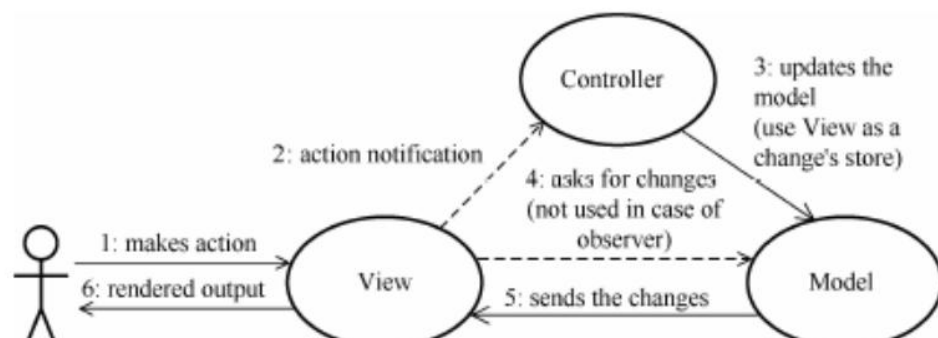 Controller
3: updates the
model
(use View as a
change's store)
2: action notification
4: asks for changes
(not used in case of
observer)
1: makes action
View
Model
6: rendered output
5: sends the changes